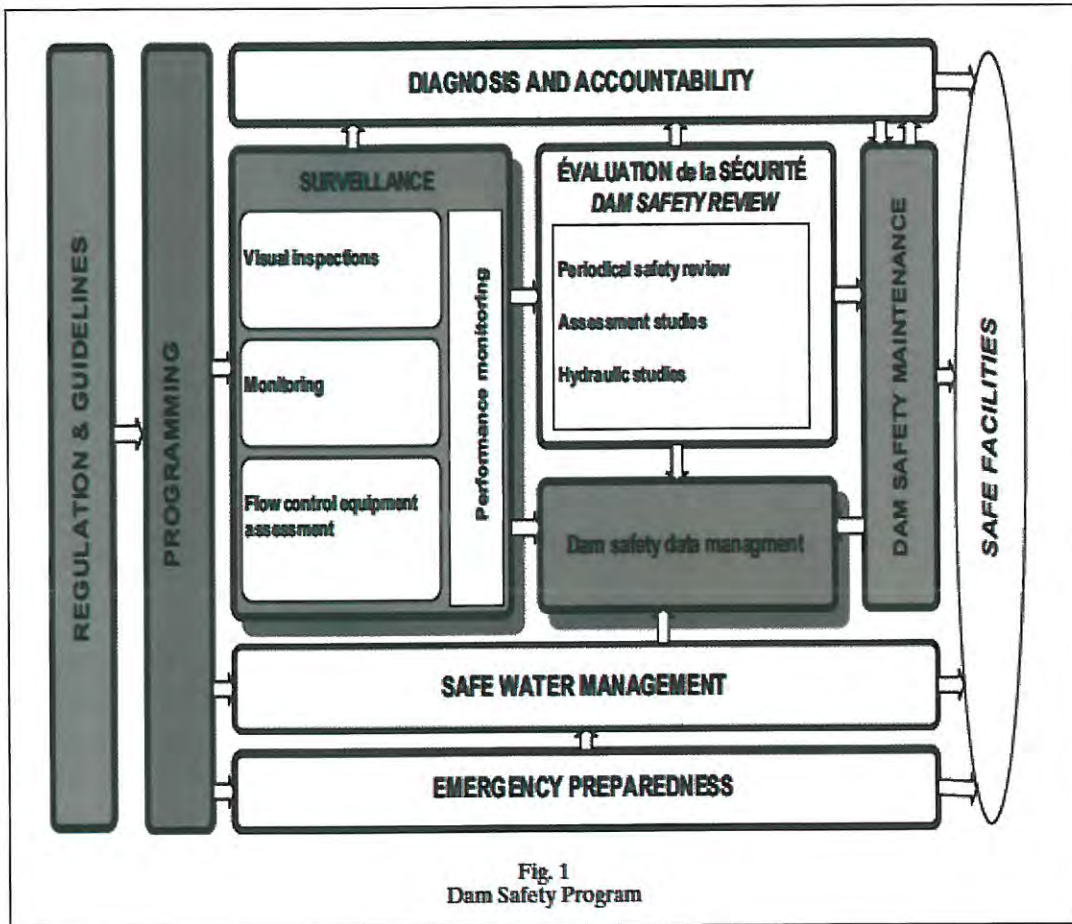 REGULATION & GUIDELINES
PROGRAMMING
DIAGNOSIS AND ACCOUNTABILITY
SURVEILLANCE
Visual inspections
Monitoring
Flow control equipment
assessment
Performance monitoring
ÉVALUATION de la SÉCURITÉ
DAM SAFETY REVIEW
Periodical safety review
Assessment studies
Hydraulic studies
Dam safety data managment
DAM SAFETY MAINTENANCE
SAFE WATER MANAGEMENT
EMERGENCY PREPAREDNESS
SAFE FACILITIES
Fig. 1
Dam Safety Program